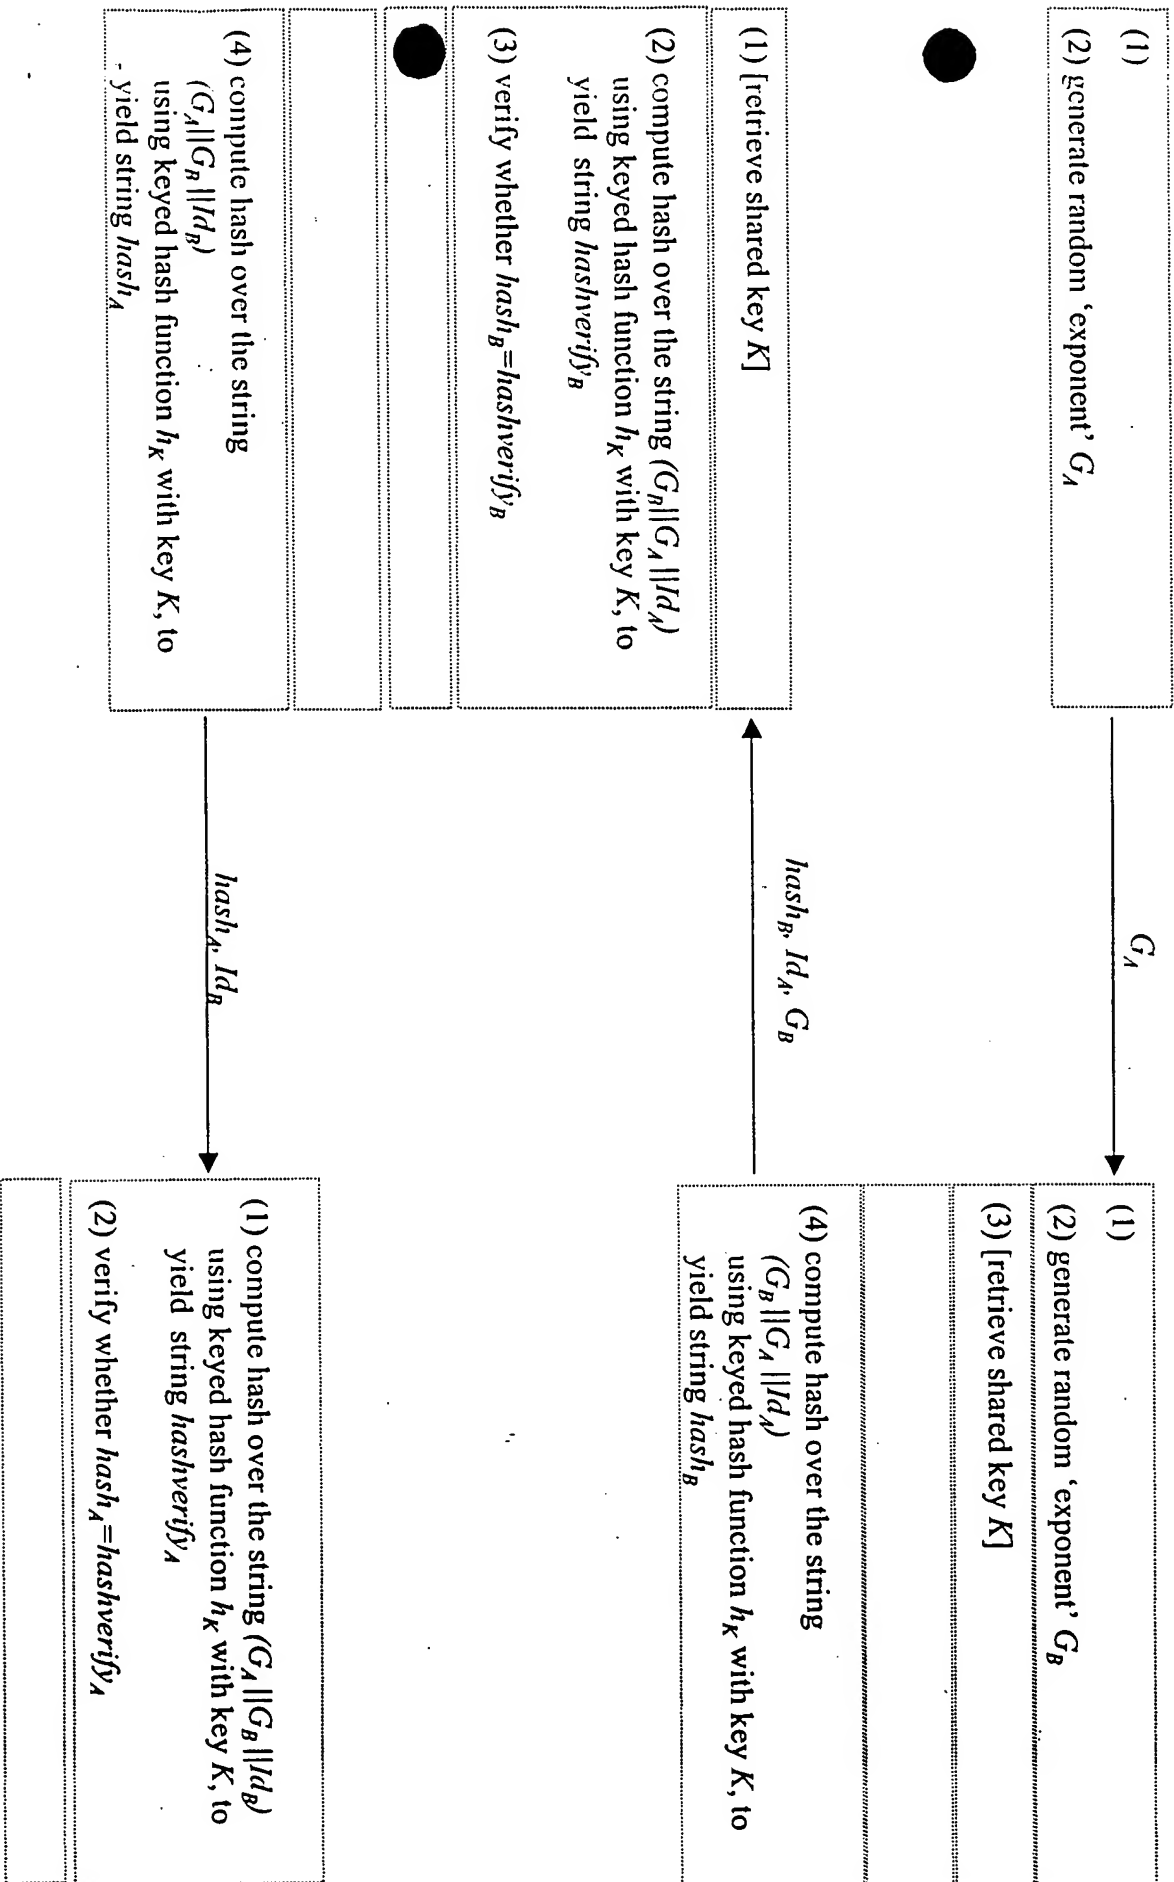 (1)
(2) generate random ‘exponent’ G_A
G_A
(1)
(2) generate random ‘exponent’ G_B
(3) [retrieve shared key K]
(4) compute hash over the string
(G_B||G_A||Id_A)
using keyed hash function h_K with key K, to
yield string hash_B
hash_B, Id_A, G_B
(1) [retrieve shared key K]
(2) compute hash over the string (G_B||G_A||Id_A)
using keyed hash function h_K with key K, to
yield string hashverify_B
(3) verify whether hash_B=hashverify_B
(4) compute hash over the string
(G_A||G_B||Id_B)
using keyed hash function h_K with key K, to
yield string hash_A
hash_A, Id_B
(1) compute hash over the string (G_A||G_B||Id_B)
using keyed hash function h_K with key K, to
yield string hashverify_A
(2) verify whether hash_A=hashverify_A